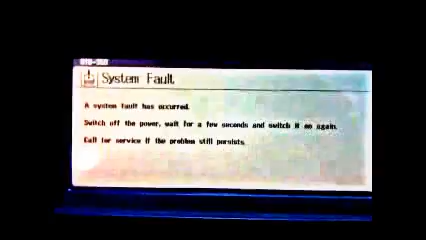 System Fault
A system fault has occurred.
Switch off the power, wait for a few seconds and switch it on again.
Call for service if the problem still persists.